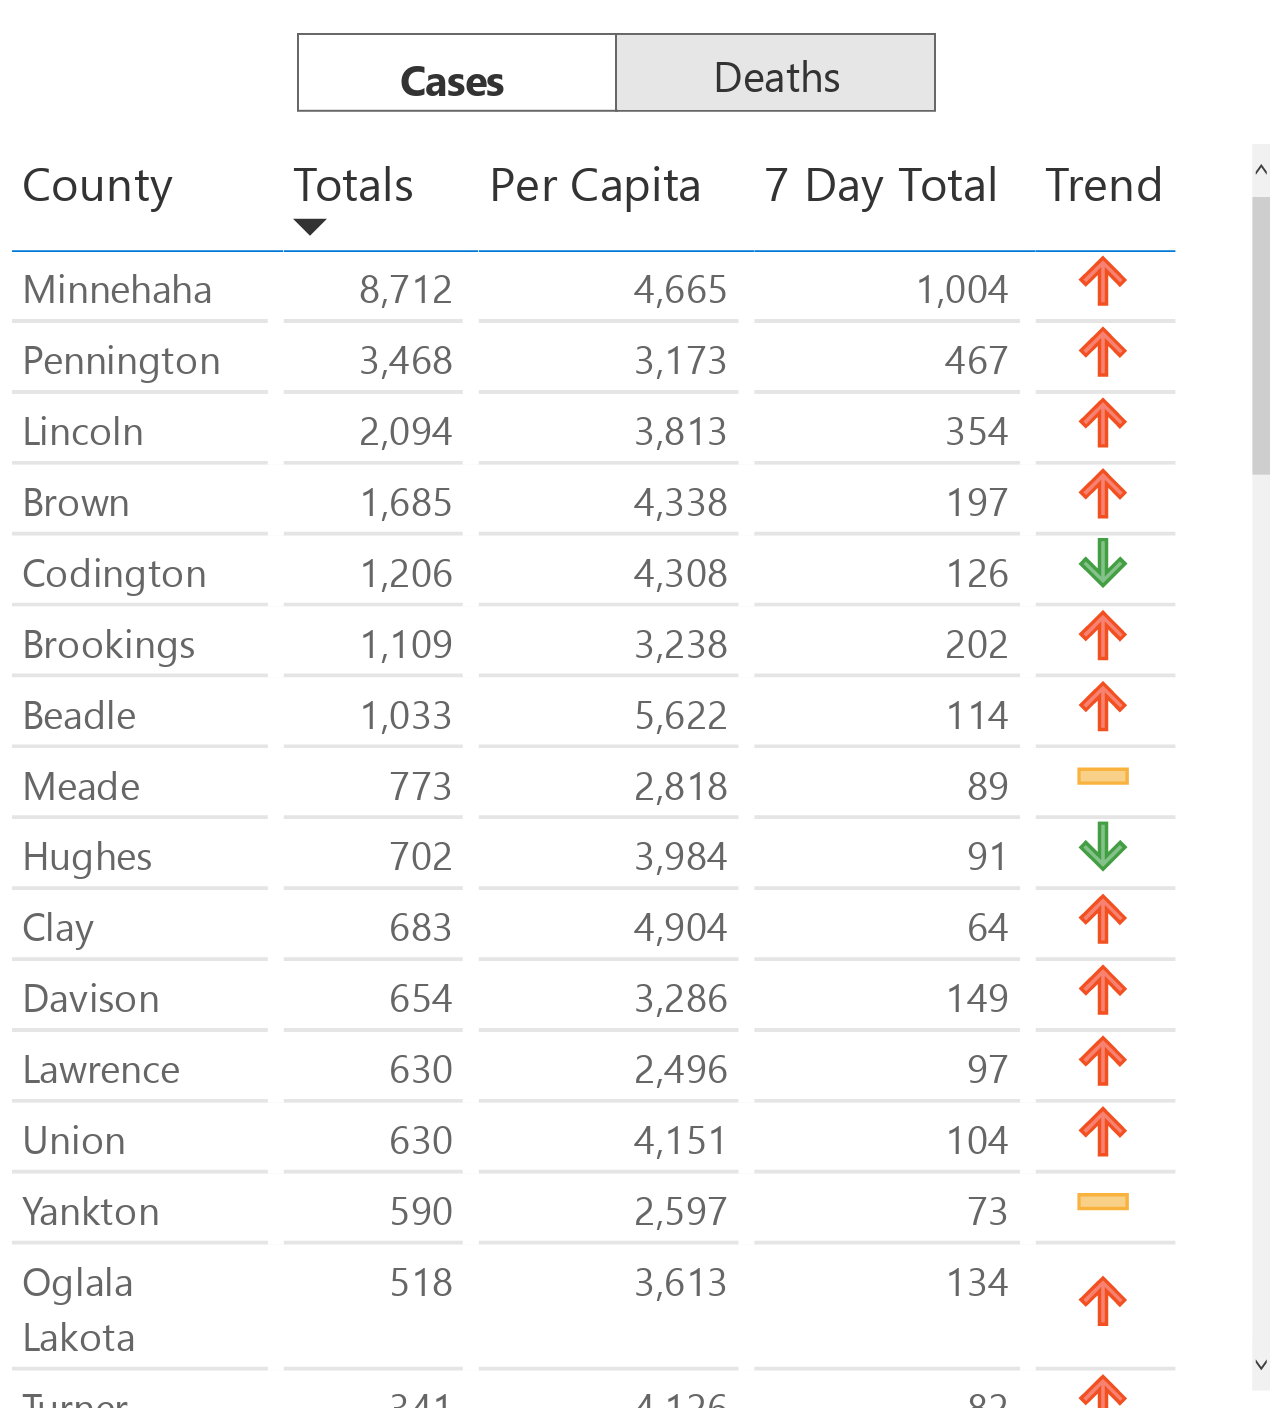 Cases Deaths
County Totals Per Capita 7 Day Total Trend
Minnehaha 8,712 4,665 1,004
Pennington 3,468 3,173 467
Lincoln 2,094 3,813 354
Brown 1,685 4,338 197
Codington 1,206 4,308 126
Brookings 1,109 3,238 202
Beadle 1,033 5,622 114
Meade 773 2,818 89
Hughes 702 3,984 91
Clay 683 4,904 64
Davison 654 3,286 149
Lawrence 630 2,496 97
Union 630 4,151 104
Yankton 590 2,597 73
Oglala 518 3,613 134
Lakota
Turner 341 4,126 82